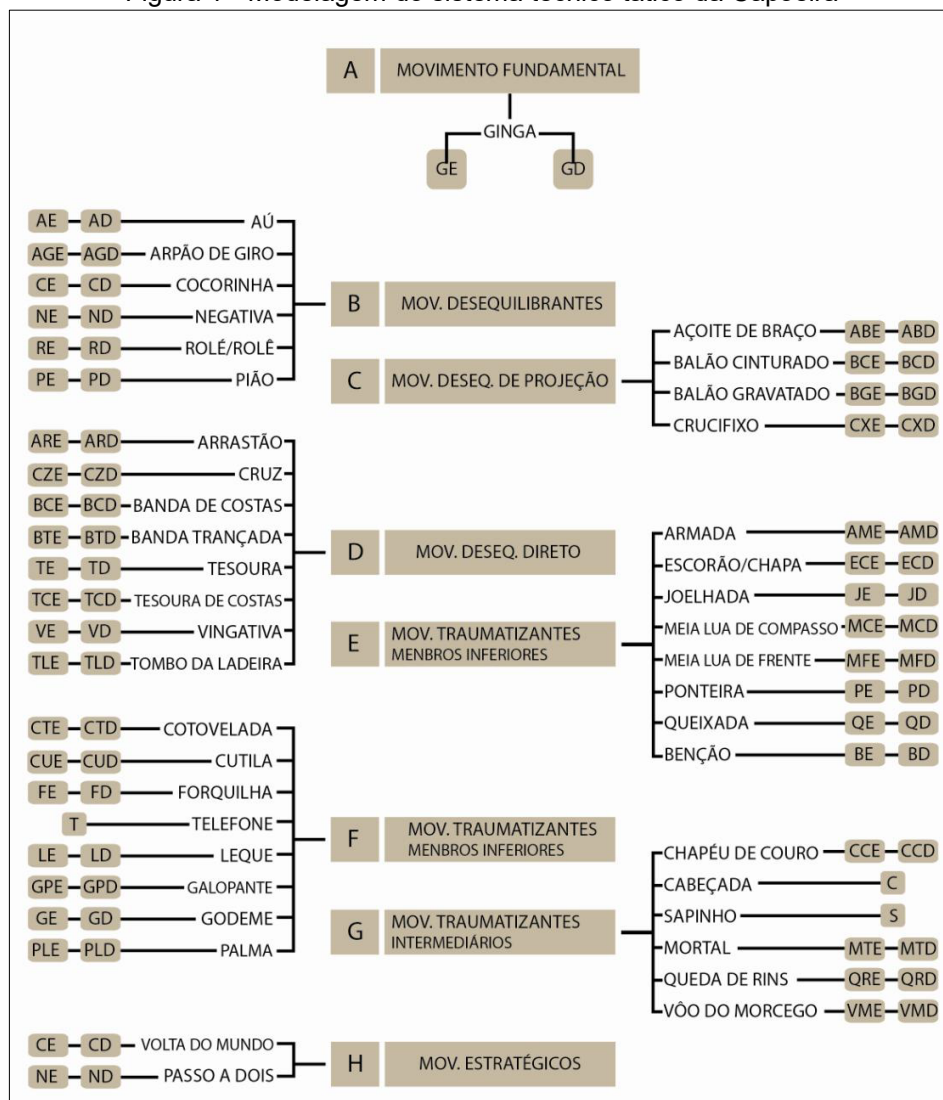 Figura 1 - Modelagem do sistema técnico tático da Capoeira
A MOVIMENTO FUNDAMENTAL
GINGA
GE GD
AE AD AÚ
AGE AGD ARPÃO DE GIRO
CE CD COCORINHA
NE ND NEGATIVA
RE RD ROLÉ/ROLÊ
PE PD PIÃO
B MOV. DESEQUILIBRANTES
C MOV. DESEQ. DE PROJEÇÃO
AÇOITE DE BRAÇO ABE ABD
BALÃO CINTURADO BCE BCD
BALÃO GRAVATADO BGE BGD
CRUCIFIXO CXE CXD
ARE ARD ARRASTÃO
CZE CZD CRUZ
BCE BCD BANDA DE COSTAS
BTE BTD BANDA TRANÇADA
TE TD TESOURA
TCE TCD TESOURA DE COSTAS
VE VD VINGATIVA
TLE TLD TOMBO DA LADEIRA
D MOV. DESEQ. DIRETO
E MOV. TRAUMATIZANTES
MENBROS INFERIORES
ARMADA AME AMD
ESCORÃO/CHAPA ECE ECD
JOELHADA JE JD
MEIA LUA DE COMPASSO MCE MCD
MEIA LUA DE FRENTE MFE MFD
PONTEIRA PE PD
QUEIXADA QE QD
BENÇÃO BE BD
CTE CTD COTOVELADA
CUE CUD CUTILA
FE FD FORQUILHA
T TELEFONE
LE LD LEQUE
GPE GPD GALOPANTE
GE GD GODEME
PLE PLD PALMA
F MOV. TRAUMATIZANTES
MENBROS INFERIORES
G MOV. TRAUMATIZANTES
INTERMEDIÁRIOS
CHAPÉU DE COURO CCE CCD
CABEÇADA C
SAPINHO S
MORTAL MTE MTD
QUEDA DE RINS QRE QRD
VÔO DO MORCEGO VME VMD
CE CD VOLTA DO MUNDO
NE ND PASSO A DOIS
H MOV. ESTRATÉGICOS